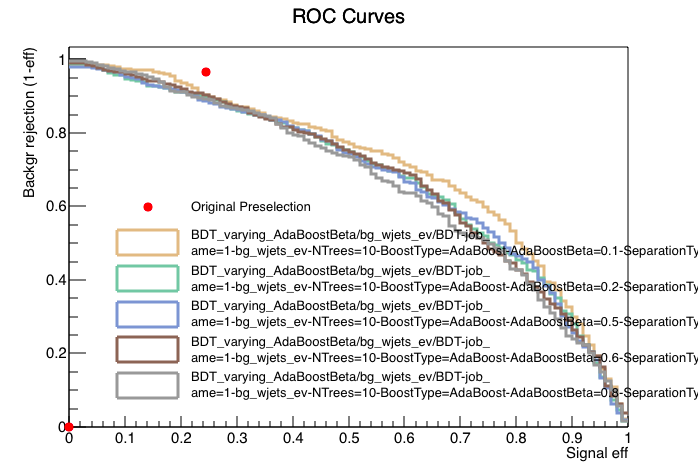 ROC Curves
Backgr rejection (1-eff)
1
0.8
0.6
0.4
0.2
0
Original Preselection
BDT_varying_AdaBoostBeta/bg_wjets_ev/BDT-job_
ame=1-bg_wjets_ev-NTrees=10-BoostType=AdaBoost-AdaBoostBeta=0.1-SeparationTy
BDT_varying_AdaBoostBeta/bg_wjets_ev/BDT-job_
ame=1-bg_wjets_ev-NTrees=10-BoostType=AdaBoost-AdaBoostBeta=0.2-SeparationTy
BDT_varying_AdaBoostBeta/bg_wjets_ev/BDT-job_
ame=1-bg_wjets_ev-NTrees=10-BoostType=AdaBoost-AdaBoostBeta=0.5-SeparationTy
BDT_varying_AdaBoostBeta/bg_wjets_ev/BDT-job_
ame=1-bg_wjets_ev-NTrees=10-BoostType=AdaBoost-AdaBoostBeta=0.6-SeparationTy
BDT_varying_AdaBoostBeta/bg_wjets_ev/BDT-job_
ame=1-bg_wjets_ev-NTrees=10-BoostType=AdaBoost-AdaBoostBeta=0.8-SeparationTy
0 0.1 0.2 0.3 0.4 0.5 0.6 0.7 0.8 0.9 1
Signal eff